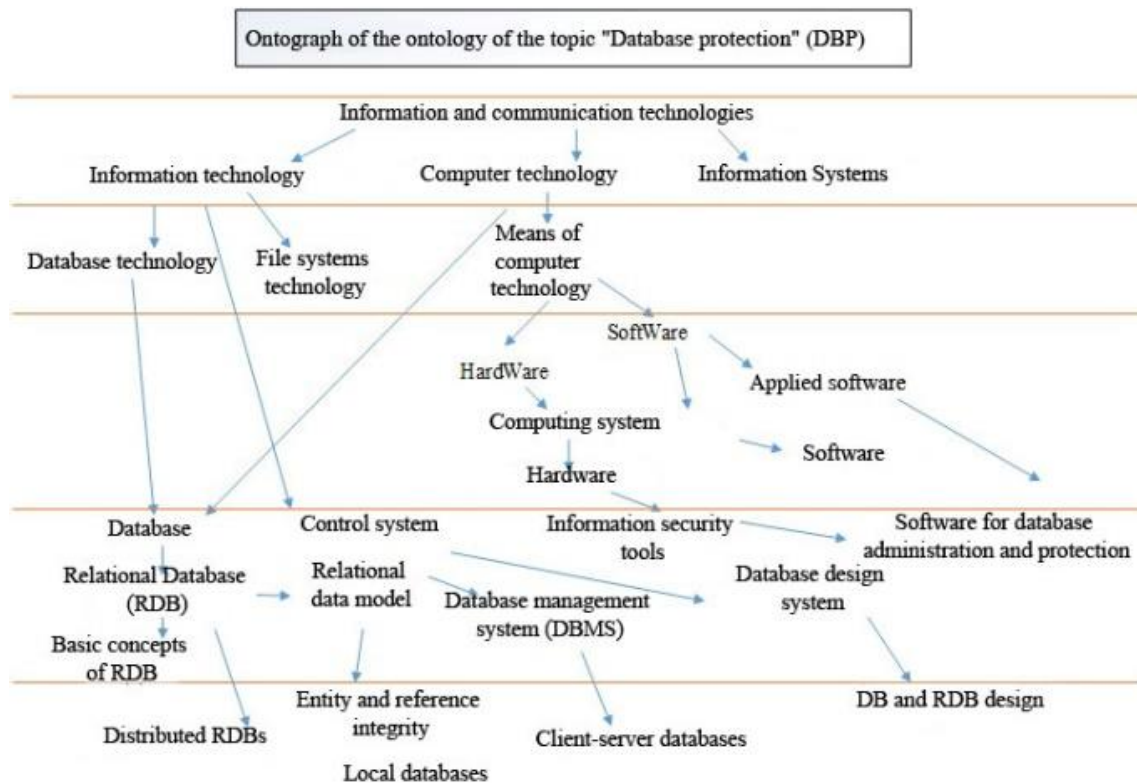 Ontograph of the ontology of the topic "Database protection" (DBP)
Information and communication technologies
Information technology
Computer technology
Information Systems
Database technology
File systems
technology
Means of
computer
technology
SoftWare
HardWare
Applied software
Computing system
Software
Hardware
Database
Control system
Information security
tools
Software for database
administration and protection
Relational Database
(RDB)
Relational
data model
Database management
system (DBMS)
Database design
system
Basic concepts
of RDB
Entity and reference
integrity
DB and RDB design
Distributed RDBs
Client-server databases
Local databases